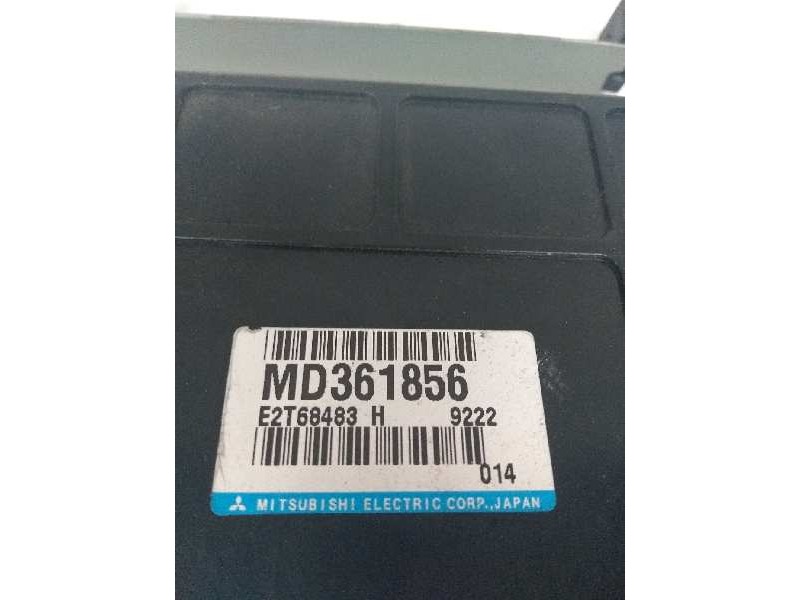 MD361856
E2T68483 H 9222
014
MITSUBISHI ELECTRIC CORP.,JAPAN